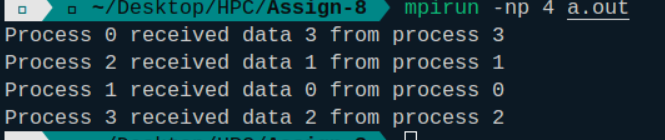 ~/Desktop/HPC/Assign-8 mpirun -np 4 a.out
Process 0 received data 3 from process 3
Process 2 received data 1 from process 1
Process 1 received data 0 from process 0
Process 3 received data 2 from process 2
~/Desktop/HPC/Assign-8